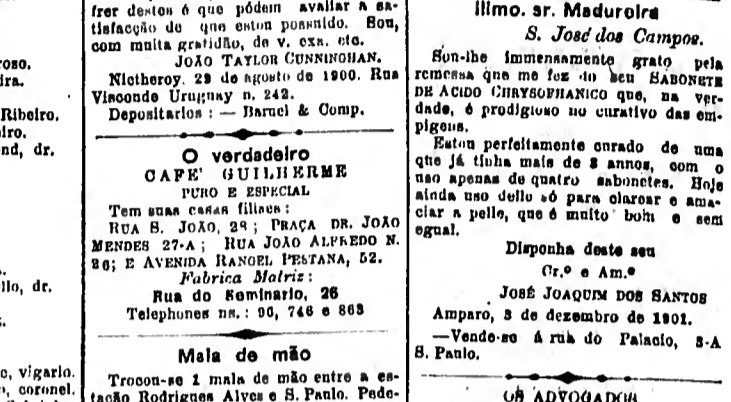 roso.
ira.
Ribeiro.
iro.
nd, dr.
llo, dr.
c, vigario.
, coronel.
frer destes é que pódem avaliar a sa-
tisfacção de que estou possuido. Sou,
com muita gratidão, de v. exa. etc.
JOÃO TAYLOR CUNNINGHAN.
Nictheroy, 29 de agosto de 1900. Rua
Visconde Uruguay n. 242.
Depositarios : — Baruel & Comp.
O verdadeiro
CAFE' GUILHERME
PURO E ESPECIAL
Tem suas casas filiaes :
RUA S. JOÃO, 28 ; PRAÇA DR. JOÃO
MENDES 27-A ; RUA JOÃO ALFREDO N.
26; E AVENIDA RANGEL PESTANA, 52.
Fabrica Matriz :
Rua do Seminario, 26
Telephones ns. : 90, 746 e 863
Mala de mão
Trocou-se 1 mala de mão entre a es-
tação Rodrigues Alves e S. Paulo. Pede-
Illmo. sr. Madureira
S. José dos Campos.
Sou-lhe immensamente grato pela
remessa que me fez do seu SABONETE
DE ACIDO CHRYSOPHANICO que, na ver-
dade, é prodigioso no curativo das em-
pigens.
Estou perfeitamente curado de uma
que já tinha mais de 8 annos, com o
uso apenas de quatro sabonetes. Hoje
ainda uso delle só para clarear e ama-
ciar a pelle, que é muito bom e sem
egual.
Disponha deste seu
Cr.º e Am.º
JOSÉ JOAQUIM DOS SANTOS
Amparo, 3 de dezembro de 1901.
—Vende-se á rua do Palacio, 3-A
S. Paulo.
OS ADVOGADOS